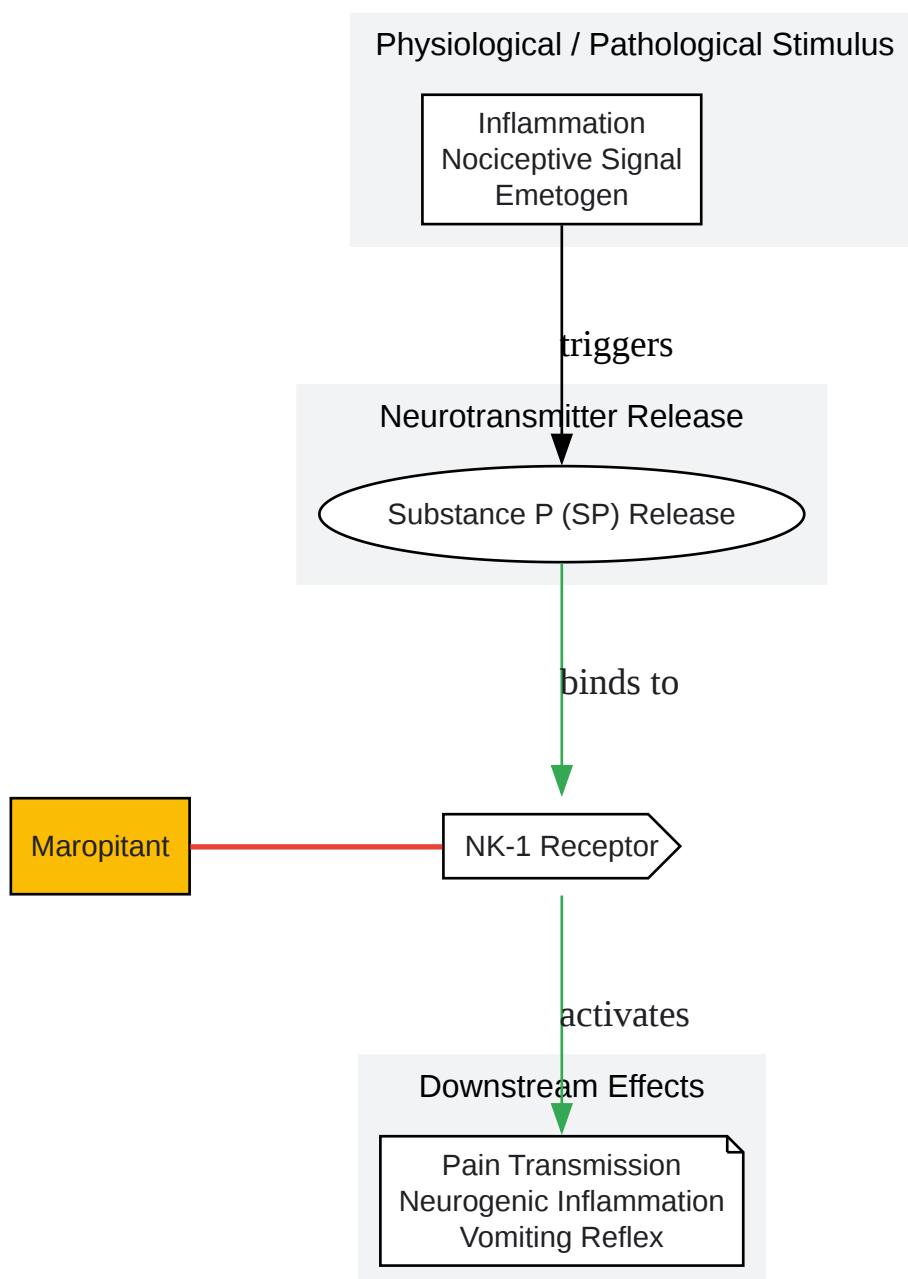 Physiological / Pathological Stimulus
Inflammation
Nociceptive Signal
Emetogen
triggers
Neurotransmitter Release
Substance P (SP) Release
binds to
Maropitant
NK-1 Receptor
activates
Downstream Effects
Pain Transmission
Neurogenic Inflammation
Vomiting Reflex